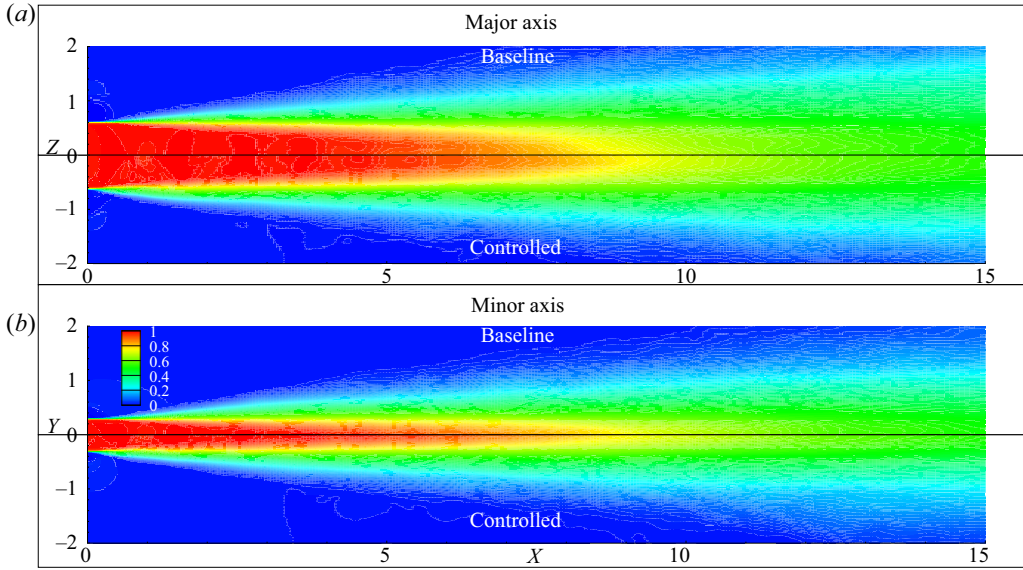 (a)
Major axis
2
Baseline
1
Z 0
–1
Controlled
–2
0 5 10 15
(b)
Minor axis
2
Baseline
1
0.8
0.6
0.4
0.2
0
1
Y 0
–1
Controlled
–2
0 5 X 10 15